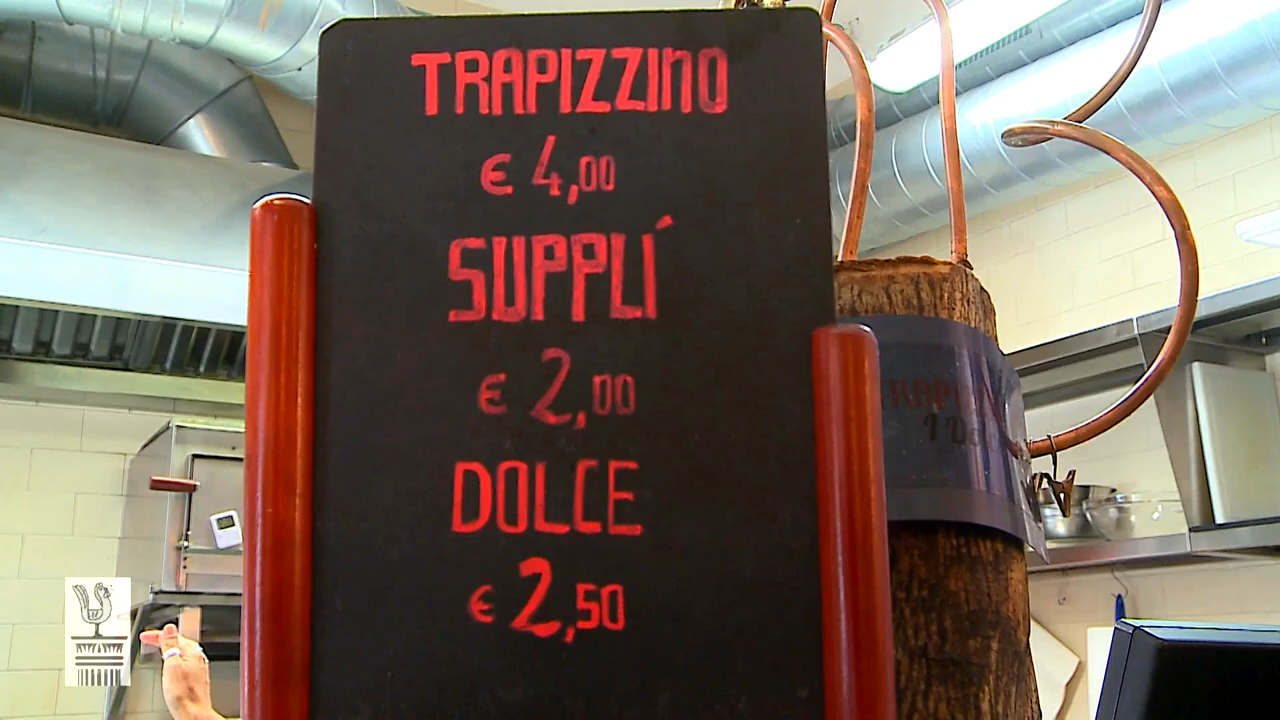 TRAPIZZINO
€ 4,00
SUPPLÍ
€ 2,00
DOLCE
€ 2,50